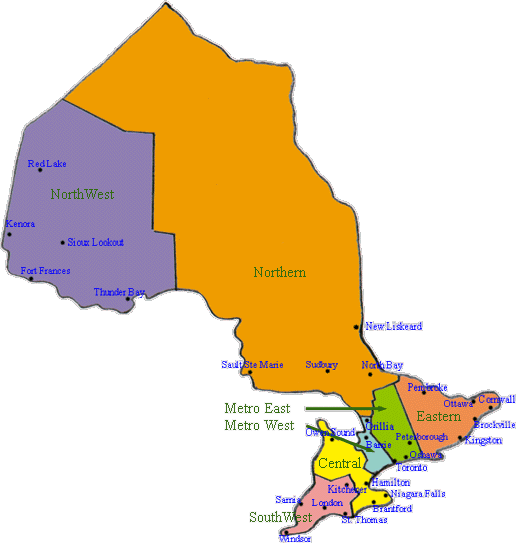 Red Lake
NorthWest
Kenora
Sioux Lookout
Fort Frances
Northern
Thunder Bay
New Liskeard
Sault Ste Marie
Sudbury
North Bay
Pembroke
Cornwall
Ottawa
Metro East
Eastern
Metro West
Orillia
Brockville
Owen Sound
Barrie
Peterborough
Kingston
Oshawa
Central
Toronto
Hamilton
Kitchener
Niagara Falls
Sarnia
London
Brantford
SouthWest
St. Thomas
Windsor